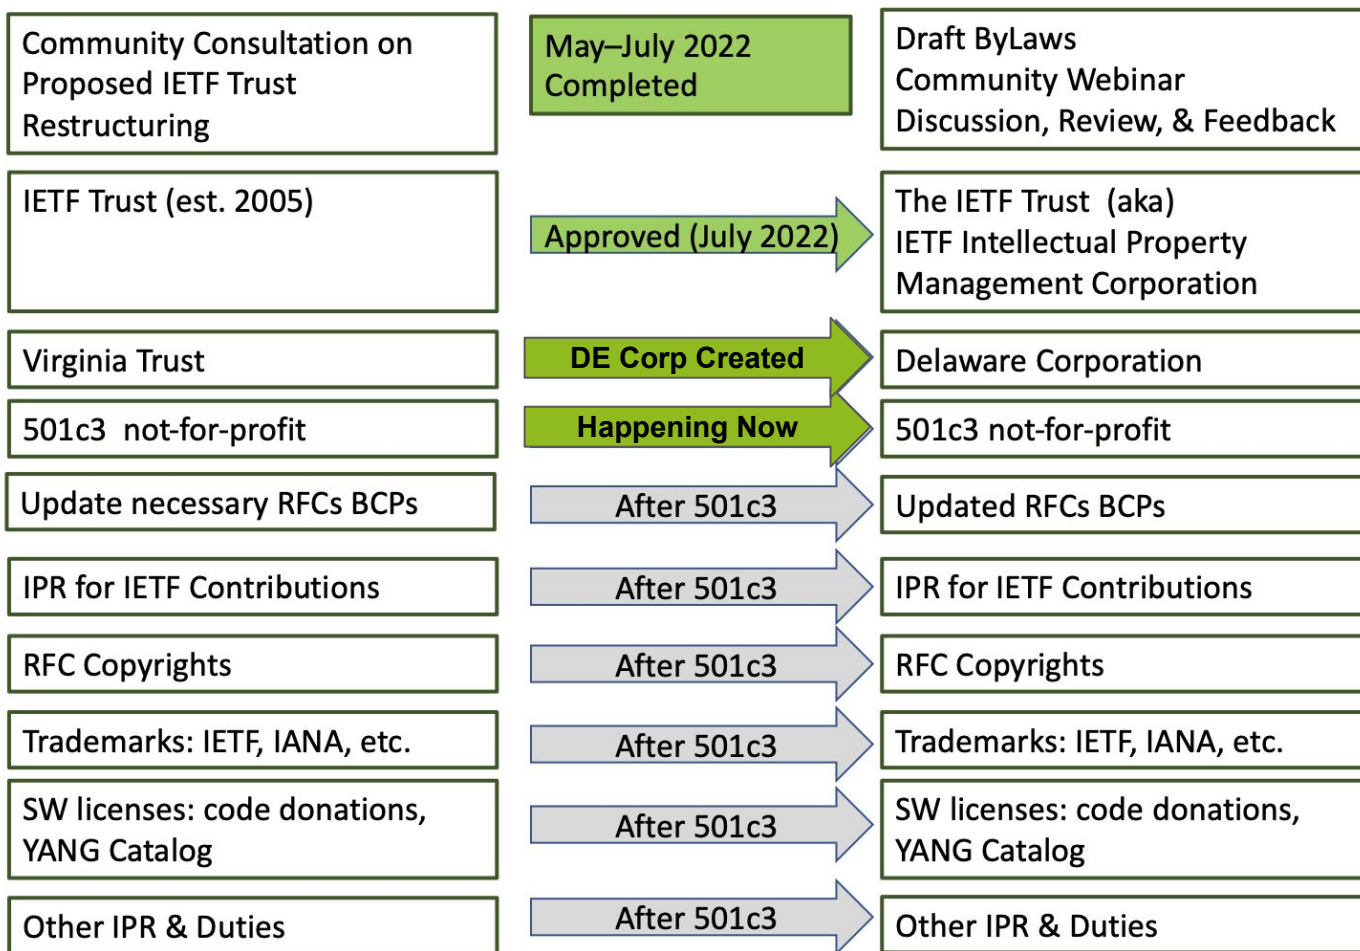 Community Consultation on
Proposed IETF Trust
Restructuring
May–July 2022
Completed
Draft ByLaws
Community Webinar
Discussion, Review, & Feedback
IETF Trust (est. 2005)
Approved (July 2022)
The IETF Trust (aka)
IETF Intellectual Property
Management Corporation
Virginia Trust
DE Corp Created
Delaware Corporation
501c3 not-for-profit
Happening Now
501c3 not-for-profit
Update necessary RFCs BCPs
After 501c3
Updated RFCs BCPs
IPR for IETF Contributions
After 501c3
IPR for IETF Contributions
RFC Copyrights
After 501c3
RFC Copyrights
Trademarks: IETF, IANA, etc.
After 501c3
Trademarks: IETF, IANA, etc.
SW licenses: code donations,
YANG Catalog
After 501c3
SW licenses: code donations,
YANG Catalog
Other IPR & Duties
After 501c3
Other IPR & Duties